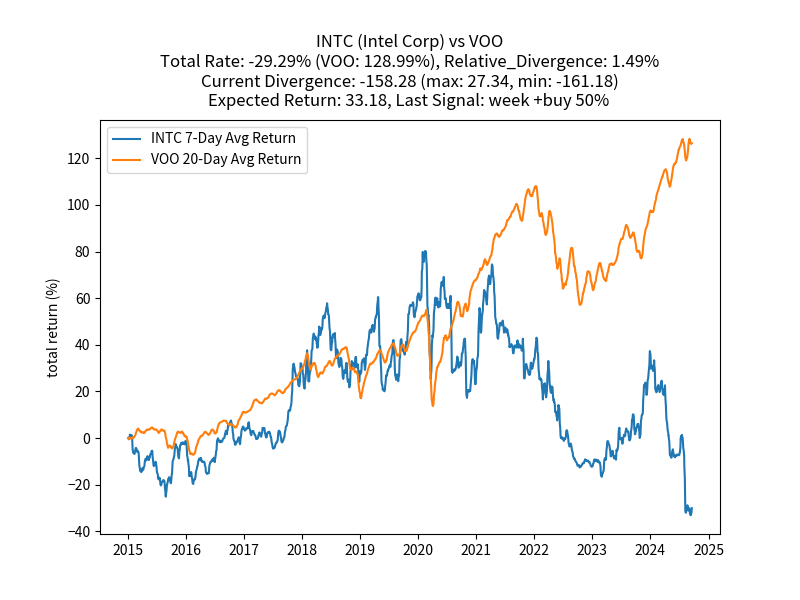 INTC (Intel Corp) vs VOO
Total Rate: -29.29% (VOO: 128.99%), Relative_Divergence: 1.49%
Current Divergence: -158.28 (max: 27.34, min: -161.18)
Expected Return: 33.18, Last Signal: week +buy 50%
INTC 7-Day Avg Return
VOO 20-Day Avg Return
total return (%)
120
100
80
60
40
20
0
−20
−40
2015 2016 2017 2018 2019 2020 2021 2022 2023 2024 2025